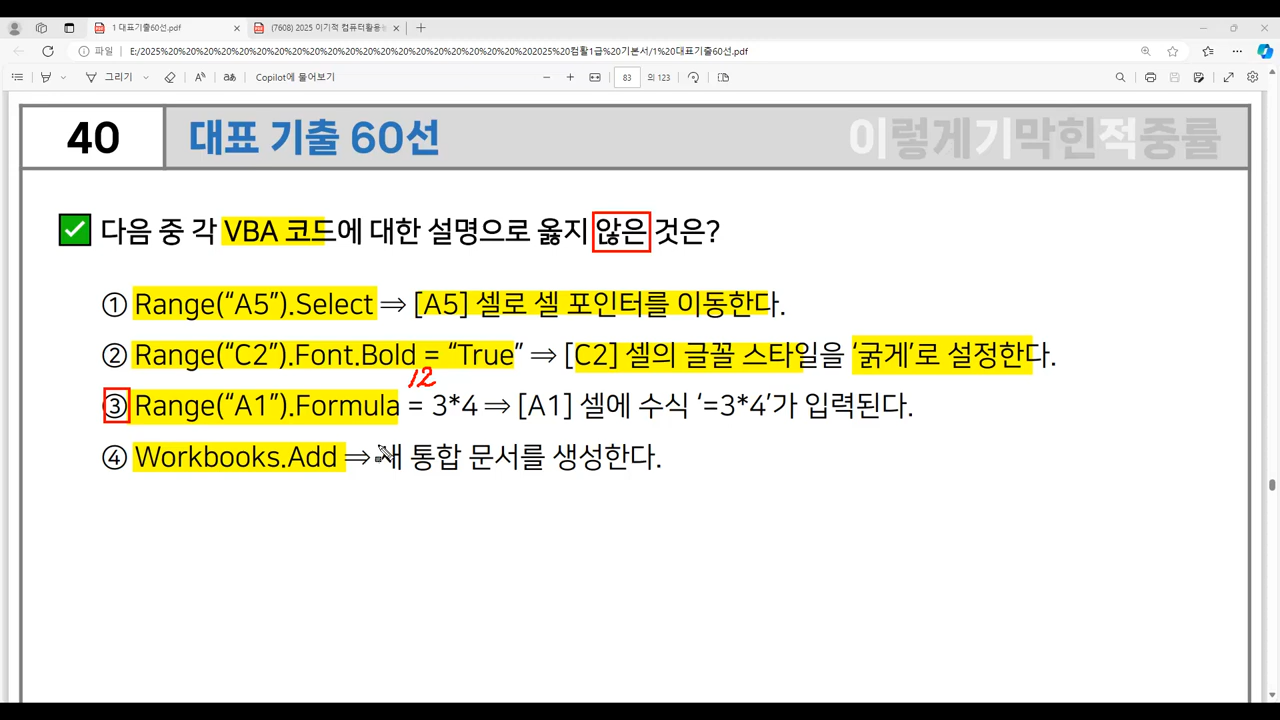 1 대표기출60선.pdf
(7608) 2025 이기적 컴퓨터활용능
파일 E:/2025%20%20%20%20%20%20%20%20%20%20%20%20%20%20%20%20%20%20%20%20%202025%20컴활1급%20기본서/1%20대표기출60선.pdf
그리기 aあ Copilot에 물어보기 83 의 123
40 대표 기출 60선 이렇게기막힌적중률
다음 중 각 VBA 코드에 대한 설명으로 옳지 않은 것은?
① Range(“A5”).Select ⇒ [A5] 셀로 셀 포인터를 이동한다.
② Range(“C2”).Font.Bold = “True” ⇒ [C2] 셀의 글꼴 스타일을 ‘굵게’로 설정한다.
12
③ Range(“A1”).Formula = 3*4 ⇒ [A1] 셀에 수식 ‘=3*4’가 입력된다.
④ Workbooks.Add ⇒ 새 통합 문서를 생성한다.